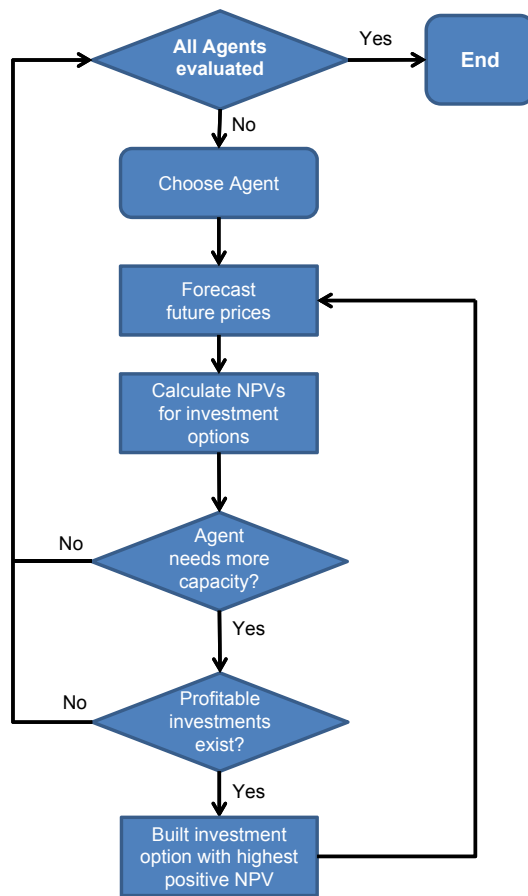 All Agents
evaluated
Yes
End
No
Choose Agent
Forecast
future prices
Calculate NPVs
for investment
options
No
Agent
needs more
capacity?
Yes
No
Profitable
investments
exist?
Yes
Built investment
option with highest
positive NPV